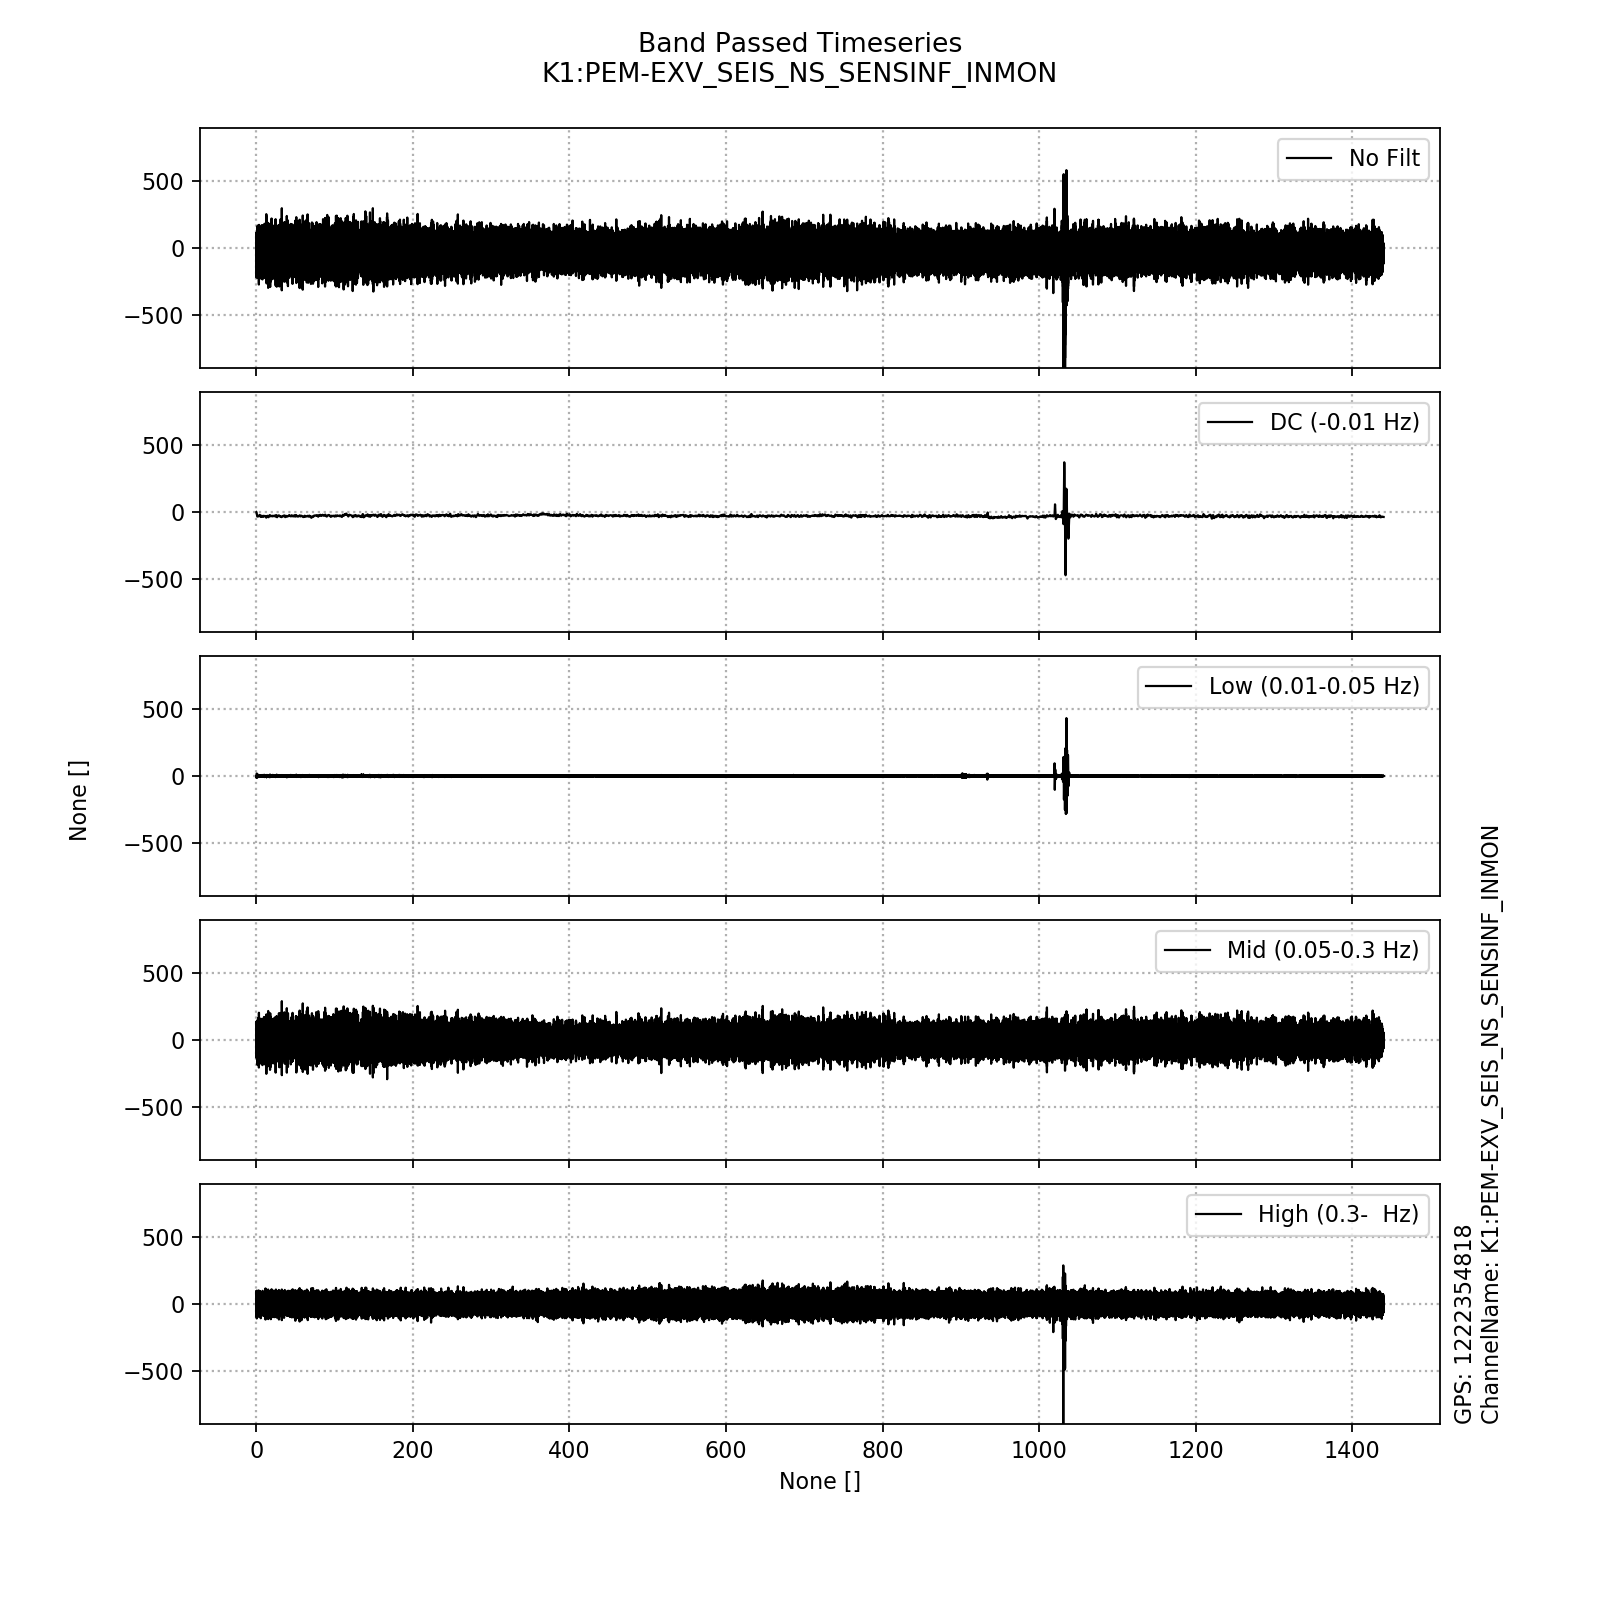 Band Passed Timeseries
K1:PEM-EXV_SEIS_NS_SENSINF_INMON
No Filt
500
0
−500
DC (-0.01 Hz)
500
0
−500
Low (0.01-0.05 Hz)
500
0
−500
None []
Mid (0.05-0.3 Hz)
500
0
−500
High (0.3-  Hz)
500
0
−500
0 200 400 600 800 1000 1200 1400
None []
GPS: 1222354818
ChannelName: K1:PEM-EXV_SEIS_NS_SENSINF_INMON